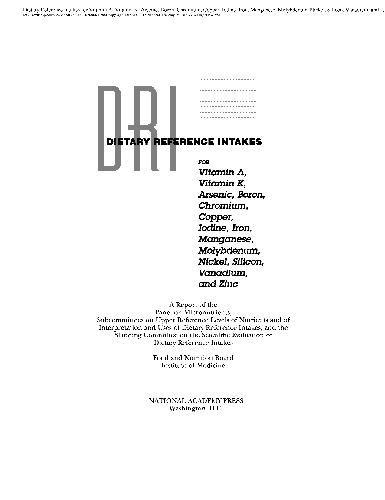 DRI
DIETARY REFERENCE INTAKES
FOR
Vitamin A,
Vitamin K,
Arsenic, Boron,
Chromium,
Copper,
Iodine, Iron,
Manganese,
Molybdenum,
Nickel, Silicon,
Vanadium,
and Zinc
A Report of the
Panel on Micronutrients,
Subcommittees on Upper Reference Levels of Nutrients and of
Interpretation and Uses of Dietary Reference Intakes, and the
Standing Committee on the Scientific Evaluation of
Dietary Reference Intakes
Food and Nutrition Board
Institute of Medicine
NATIONAL ACADEMY PRESS
Washington, D.C.